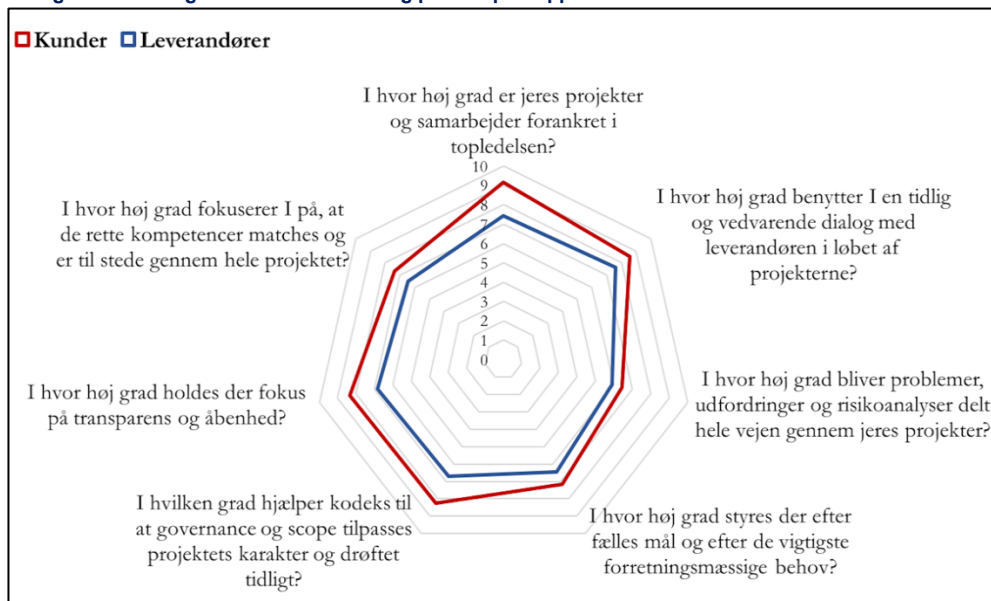 Kunder Leverandører
I hvor høj grad er jeres projekter
og samarbejder forankret i
topledelsen?
I hvor høj grad benytter I en tidlig
og vedvarende dialog med
leverandøren i løbet af
projekterne?
I hvor høj grad bliver problemer,
udfordringer og risikoanalyser delt
hele vejen gennem jeres projekter?
I hvor høj grad styres der efter
fælles mål og efter de vigtigste
forretningsmæssige behov?
I hvilken grad hjælper kodeks til
at governance og scope tilpasses
projektets karakter og drøftet
tidligt?
I hvor høj grad holdes der fokus
på transparens og åbenhed?
I hvor høj grad fokuserer I på, at
de rette kompetencer matches og
er til stede gennem hele projektet?
10
9
8
7
6
5
4
3
2
1
0